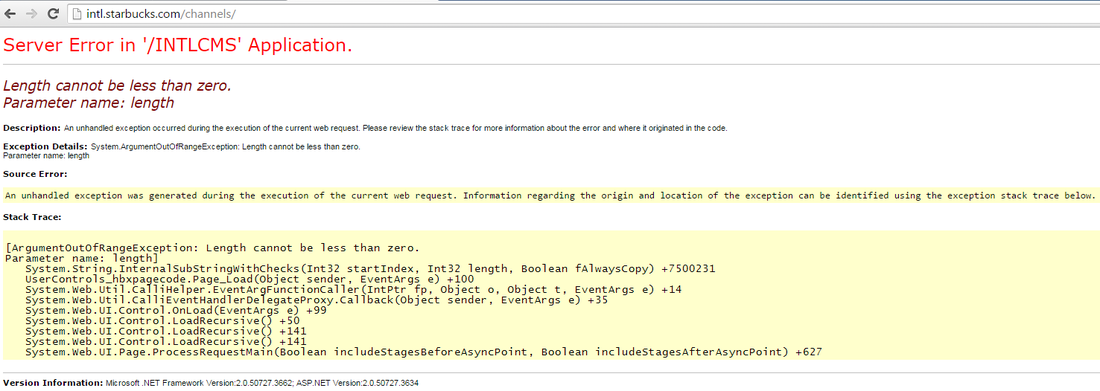 intl.starbucks.com/channels/
Server Error in '/INTLCMS' Application.
Length cannot be less than zero.
Parameter name: length
Description: An unhandled exception occurred during the execution of the current web request. Please review the stack trace for more information about the error and where it originated in the code.
Exception Details: System.ArgumentOutOfRangeException: Length cannot be less than zero.
Parameter name: length
Source Error:
An unhandled exception was generated during the execution of the current web request. Information regarding the origin and location of the exception can be identified using the exception stack trace below.
Stack Trace:
[ArgumentOutOfRangeException: Length cannot be less than zero.
Parameter name: length]
System.String.InternalSubStringWithChecks(Int32 startIndex, Int32 length, Boolean fAlwaysCopy) +7500231
UserControls_hbxpagecode.Page_Load(Object sender, EventArgs e) +100
System.Web.Util.CalliHelper.EventArgFunctionCaller(IntPtr fp, Object o, Object t, EventArgs e) +14
System.Web.Util.CalliEventHandlerDelegateProxy.Callback(Object sender, EventArgs e) +35
System.Web.UI.Control.OnLoad(EventArgs e) +99
System.Web.UI.Control.LoadRecursive() +50
System.Web.UI.Control.LoadRecursive() +141
System.Web.UI.Control.LoadRecursive() +141
System.Web.UI.Page.ProcessRequestMain(Boolean includeStagesBeforeAsyncPoint, Boolean includeStagesAfterAsyncPoint) +627
Version Information: Microsoft .NET Framework Version:2.0.50727.3662; ASP.NET Version:2.0.50727.3634